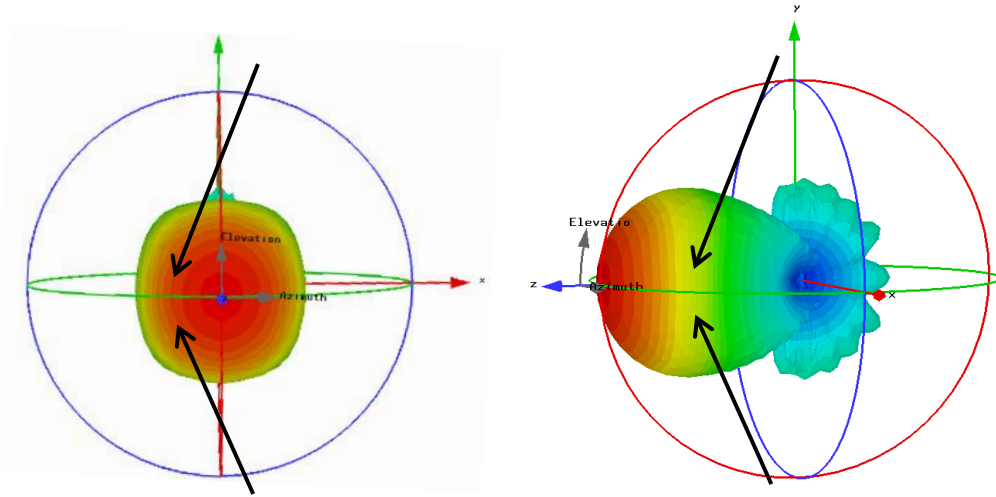 Elevation
Azimuth
x
y
Elevatio
z
Azimuth
x